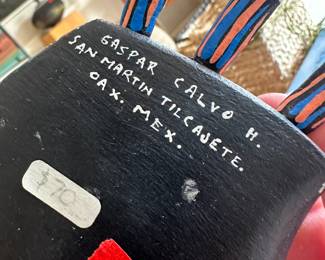 GASPAR CALVO H.
SAN MARTIN TILCAJETE.
OAX. MEX.
$70